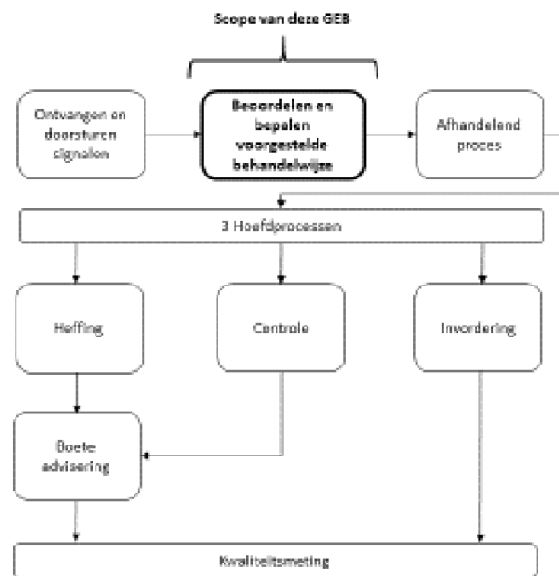 Scope van deze GEB
Ontvangen en
doorsturen
signalen
Beoordelen en
bepalen
voorgestelde
behandelwijze
Afhandelend
proces
3 Hoofdprocessen
Heffing
Controle
Invordering
Boete
advisering
Kwaliteitsmeting